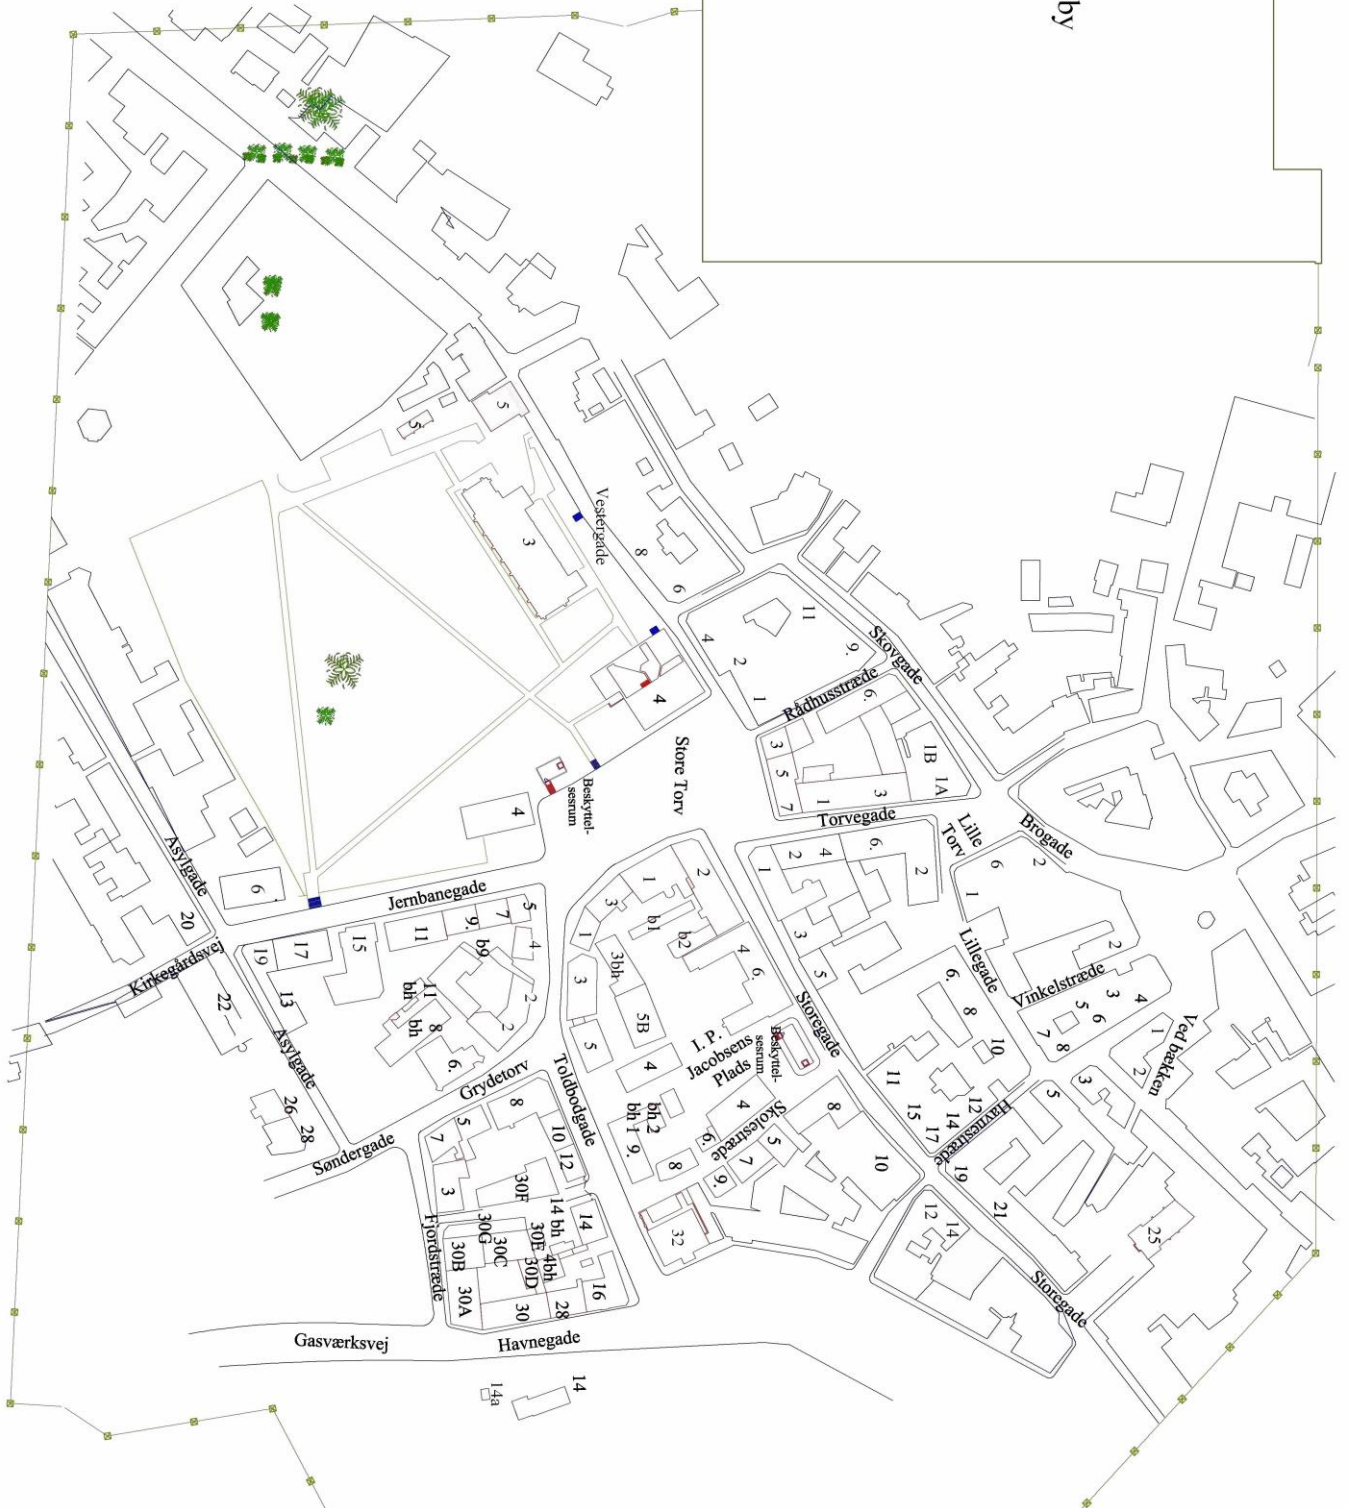 by
5
5
3
Vestergade
8
6
4
2
1
11
9.
Skovgade
Rådhusstræde
6.
3
5
7
1
3
1B
1A
Torvegade
4
Store Torv
Beskyttel-
sesrum
4
Lille
Torv
Brogade
6
2
1
2
4
6.
2
1
3
5
Asylgade
6
20
Jernbanegade
Kirkegårdsvej
22
19
17
15
13
11
9.
7
5
4
b9
2
2
11
bh
8
bh
6.
Asylgade
26
28
Søndergade
Grydetorv
Toldbodgade
1
2
3
1
b1
b2
3bh
3
5B
5
4
4
6.
Storegade
I. P.
Jacobsens
Plads
Beskyttel-
sesrum
bh 2
bh 1
9.
8
4
6.
Skolestræde
5
7
9.
8
10
32
Lillegade
6.
8
10
11
15
17
14
12
Havnestræde
Vinkelstræde
2
3
4
5
6
7
8
Ved bækken
1
2
3
5
19
21
25
12
14
Storegade
7
5
8
10
12
3
30F
14 bh
14
30G
30C
30E
4bh
30D
30B
30A
30
28
16
Fjordstræde
Gasværksvej
Havnegade
14a
14